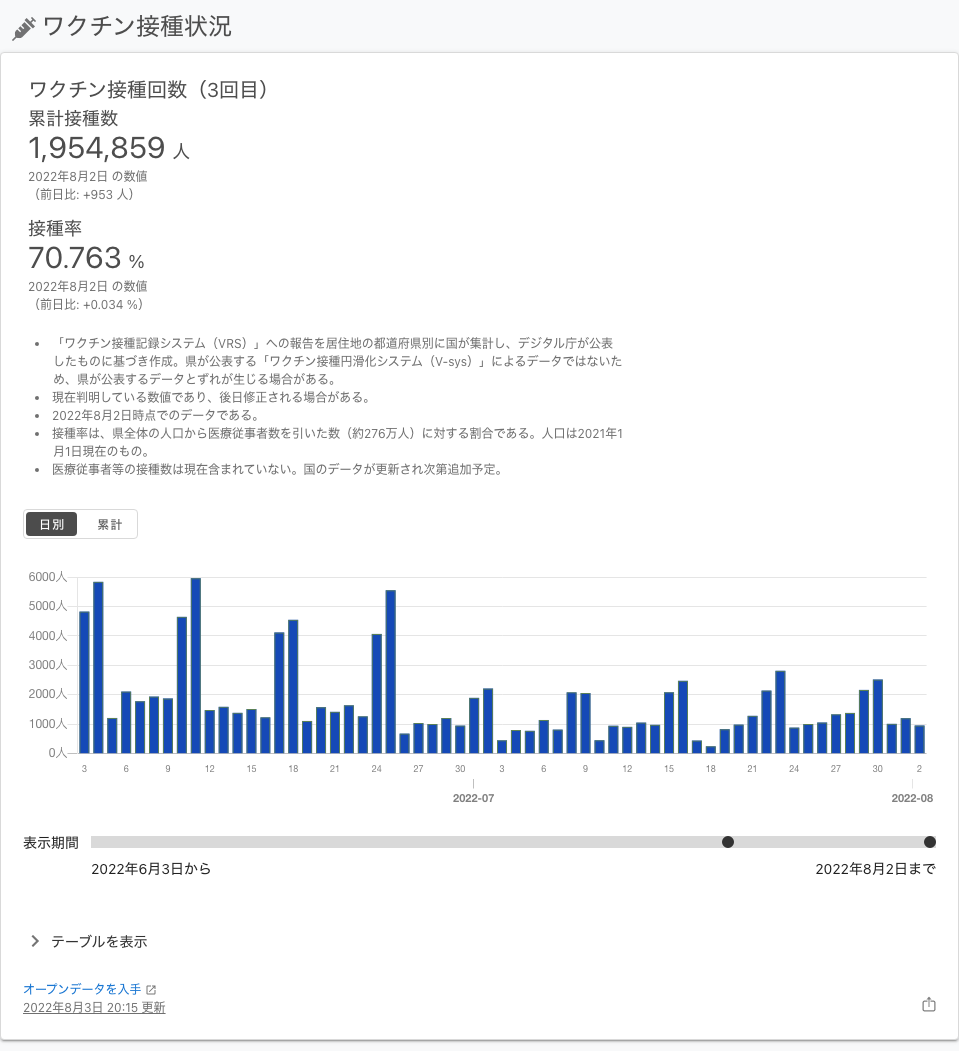 ワクチン接種状況
ワクチン接種回数（3回目）
累計接種数
1,954,859 人
2022年8月2日 の数値
（前日比: +953 人）
接種率
70.763 %
2022年8月2日 の数値
（前日比: +0.034 %）
• 「ワクチン接種記録システム（VRS）」への報告を居住地の都道府県別に国が集計し、デジタル庁が公表
したものに基づき作成。県が公表する「ワクチン接種円滑化システム（V-sys）」によるデータではないた
め、県が公表するデータとずれが生じる場合がある。
• 現在判明している数値であり、後日修正される場合がある。
• 2022年8月2日時点でのデータである。
• 接種率は、県全体の人口から医療従事者数を引いた数（約276万人）に対する割合である。人口は2021年1
月1日現在のもの。
• 医療従事者等の接種数は現在含まれていない。国のデータが更新され次第追加予定。
日別 累計
6000人
5000人
4000人
3000人
2000人
1000人
0人
3 6 9 12 15 18 21 24 27 30 3 6 9 12 15 18 21 24 27 30 2
2022-07 2022-08
表示期間
2022年6月3日から 2022年8月2日まで
テーブルを表示
オープンデータを入手
2022年8月3日 20:15 更新